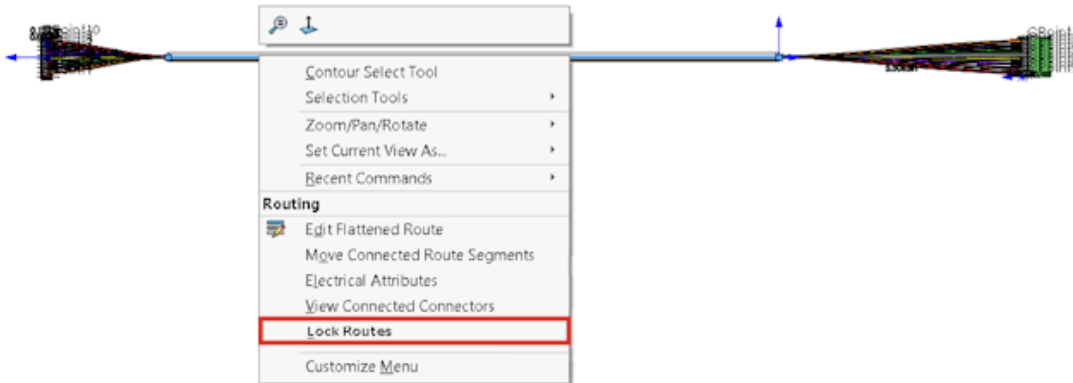 Contour Select Tool
Selection Tools
Zoom/Pan/Rotate
Set Current View As...
Recent Commands
Routing
Edit Flattened Route
Move Connected Route Segments
Electrical Attributes
View Connected Connectors
Lock Routes
Customize Menu